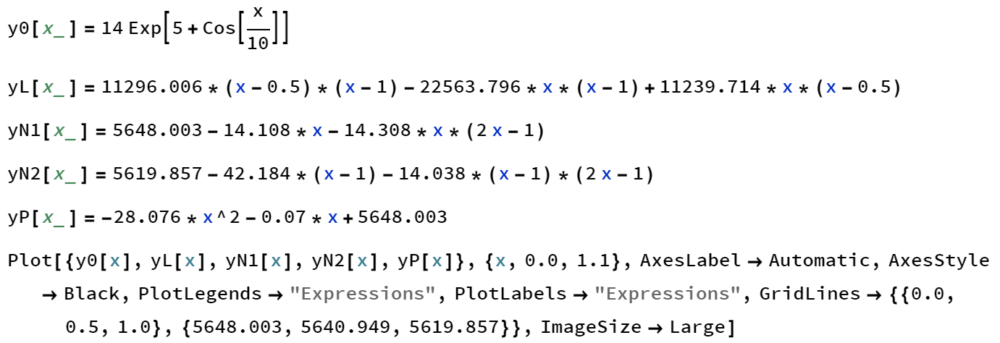 y0[x_] = 14 Exp[5 + Cos[x/10]]
yL[x_] = 11296.006 * (x - 0.5) * (x - 1) - 22563.796 * x * (x - 1) + 11239.714 * x * (x - 0.5)
yN1[x_] = 5648.003 - 14.108 * x - 14.308 * x * (2 x - 1)
yN2[x_] = 5619.857 - 42.184 * (x - 1) - 14.038 * (x - 1) * (2 x - 1)
yP[x_] = -28.076 * x^2 - 0.07 * x + 5648.003
Plot[{y0[x], yL[x], yN1[x], yN2[x], yP[x]}, {x, 0.0, 1.1}, AxesLabel → Automatic, AxesStyle
→ Black, PlotLegends → "Expressions", PlotLabels → "Expressions", GridLines → {{0.0,
0.5, 1.0}, {5648.003, 5640.949, 5619.857}}, ImageSize → Large]